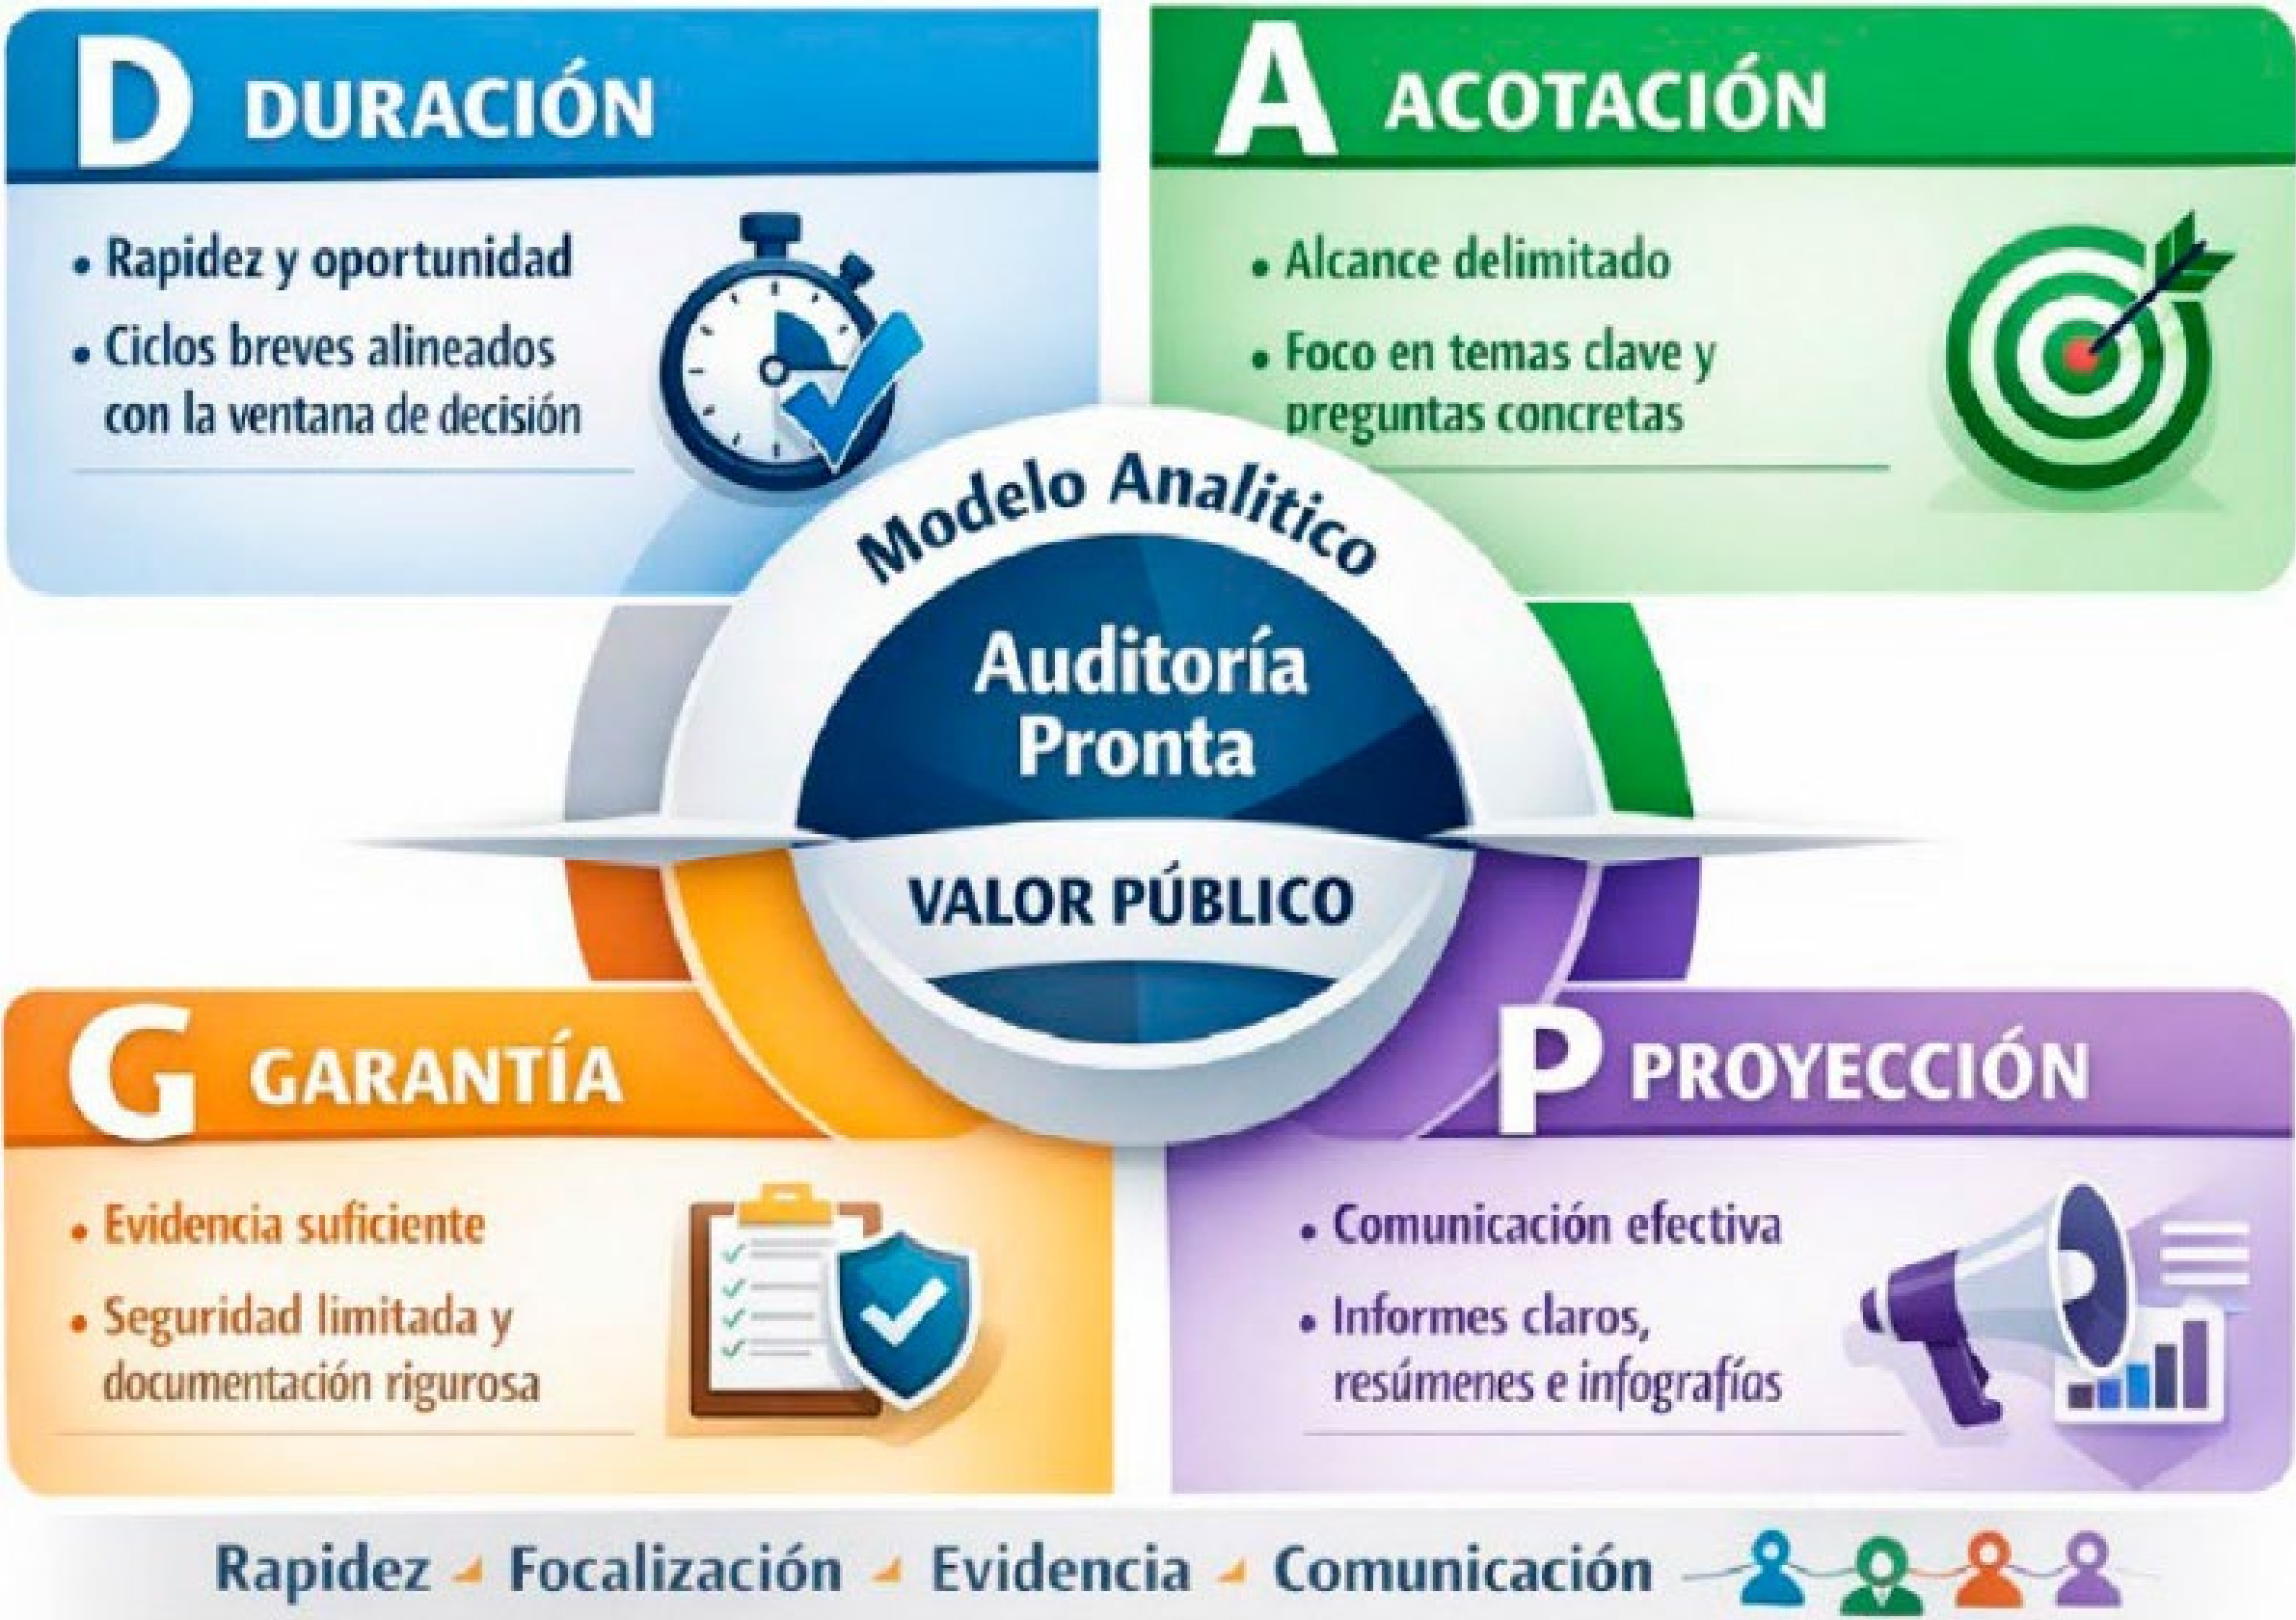 D DURACIÓN
• Rapidez y oportunidad
• Ciclos breves alineados
con la ventana de decisión
A ACOTACIÓN
• Alcance delimitado
• Foco en temas clave y
preguntas concretas
Modelo Analítico
Auditoría
Pronta
VALOR PÚBLICO
G GARANTÍA
• Evidencia suficiente
• Seguridad limitada y
documentación rigurosa
P PROYECCIÓN
• Comunicación efectiva
• Informes claros,
resúmenes e infografías
Rapidez Focalización Evidencia Comunicación